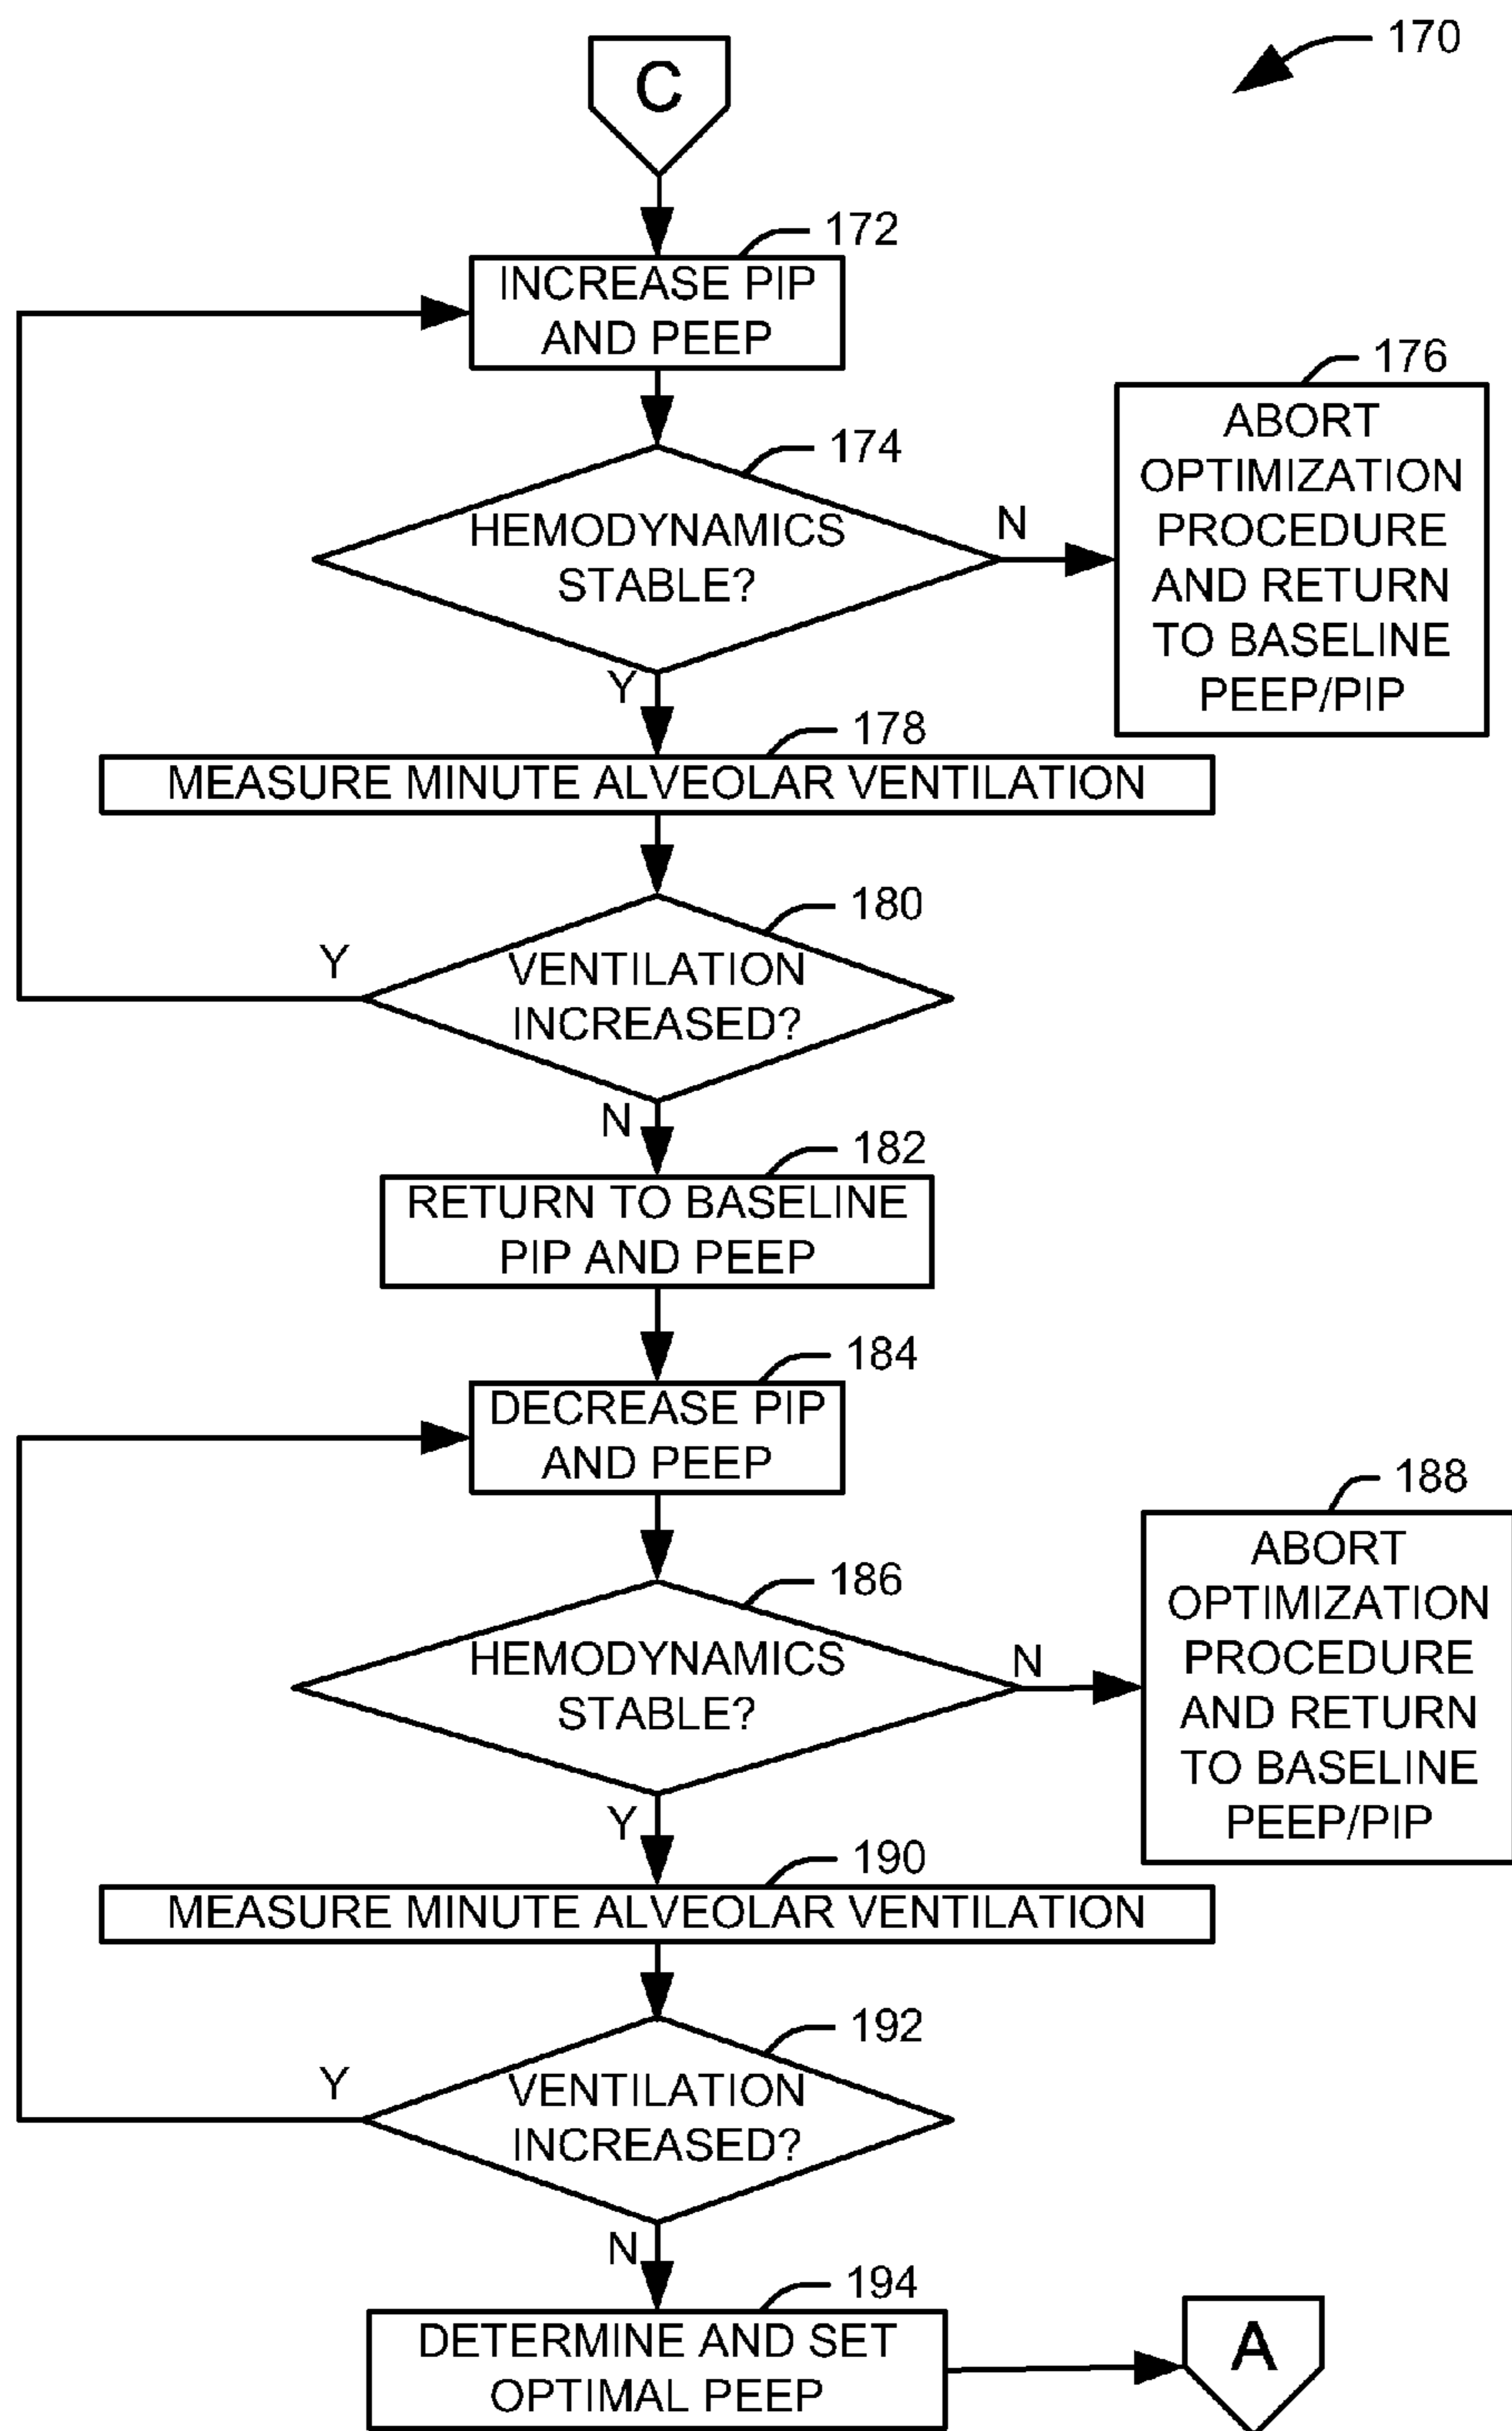 170
C
172
INCREASE PIP
AND PEEP
174
HEMODYNAMICS
STABLE?
N
Y
176
ABORT
OPTIMIZATION
PROCEDURE
AND RETURN
TO BASELINE
PEEP/PIP
178
MEASURE MINUTE ALVEOLAR VENTILATION
180
VENTILATION
INCREASED?
Y
N
182
RETURN TO BASELINE
PIP AND PEEP
184
DECREASE PIP
AND PEEP
186
HEMODYNAMICS
STABLE?
N
Y
188
ABORT
OPTIMIZATION
PROCEDURE
AND RETURN
TO BASELINE
PEEP/PIP
190
MEASURE MINUTE ALVEOLAR VENTILATION
192
VENTILATION
INCREASED?
Y
N
194
DETERMINE AND SET
OPTIMAL PEEP
A